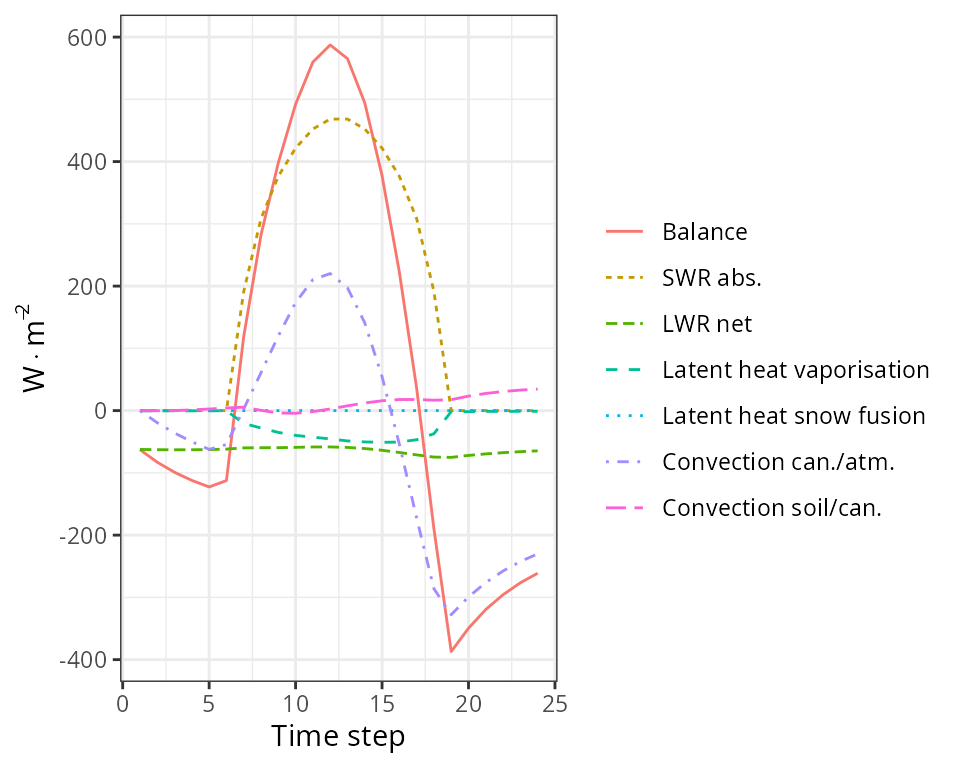 600
400
200
0
-200
-400
W · m⁻²
0 5 10 15 20 25
Time step
Balance
SWR abs.
LWR net
Latent heat vaporisation
Latent heat snow fusion
Convection can./atm.
Convection soil/can.